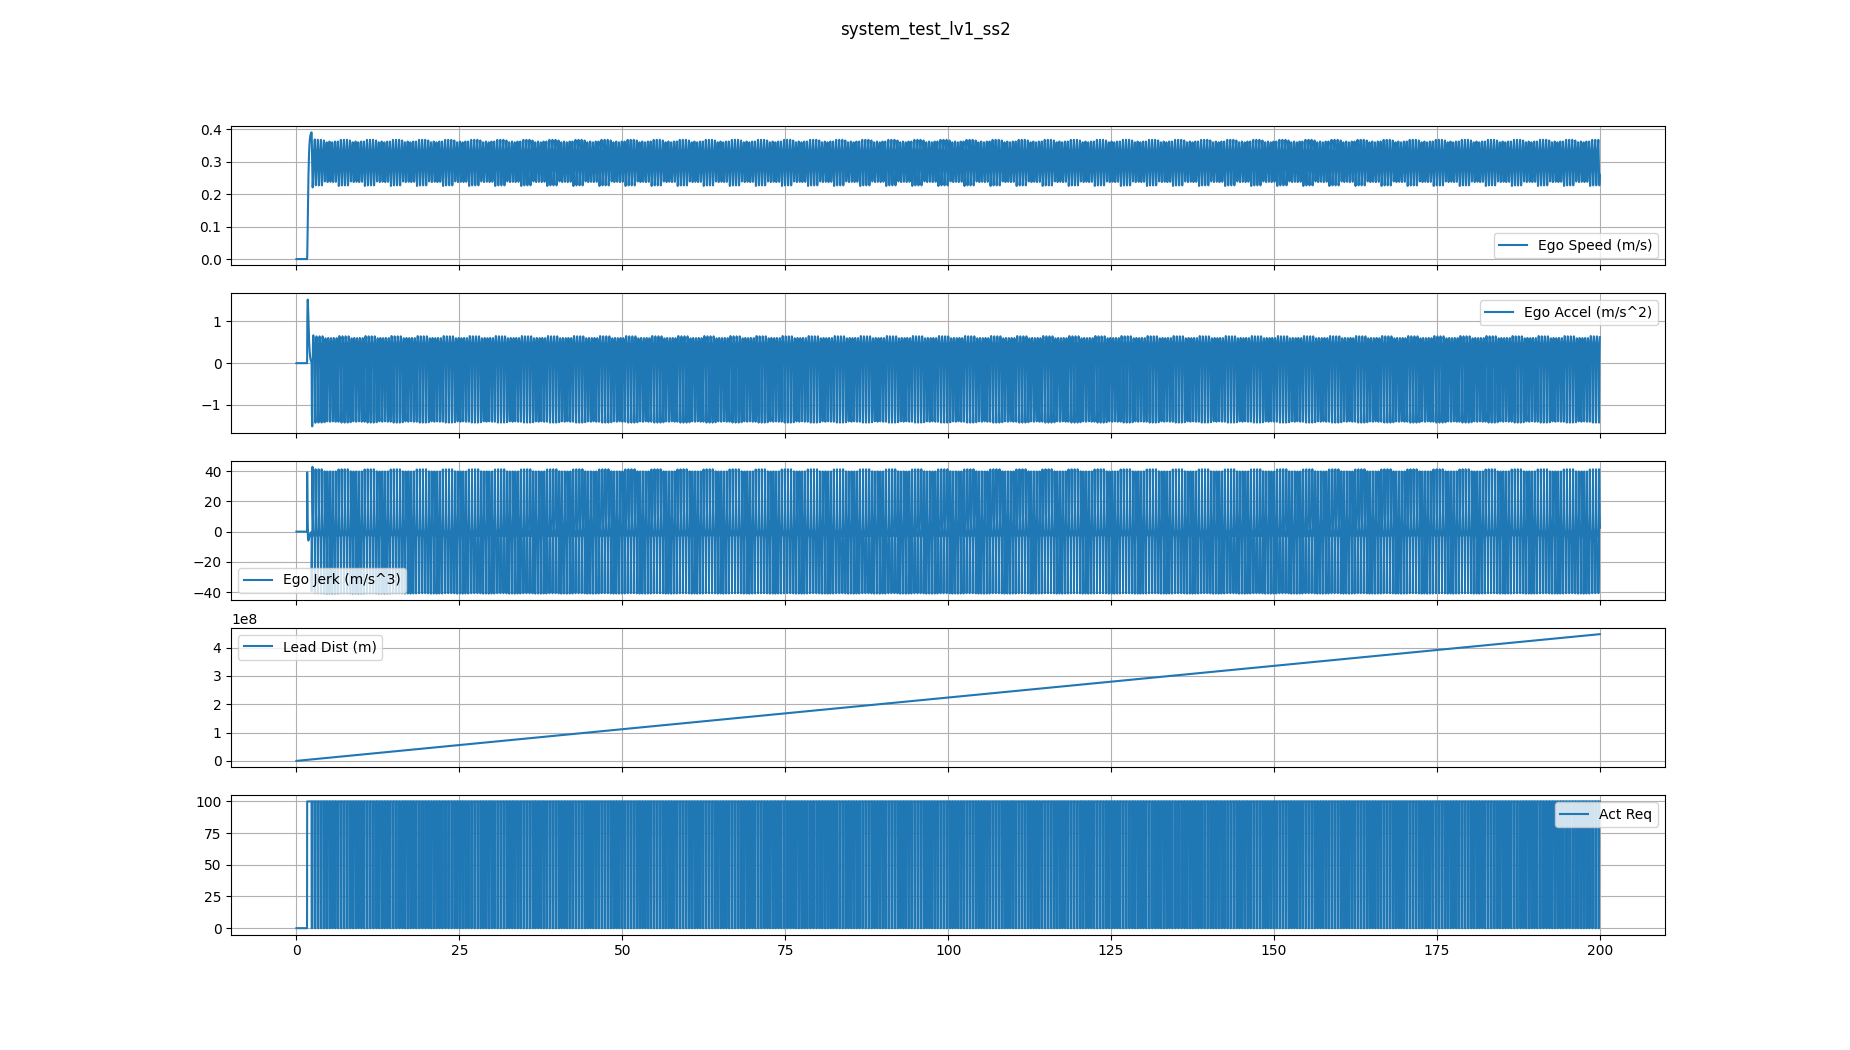 system_test_lv1_ss2
0.4
0.3
0.2
0.1
0.0
Ego Speed (m/s)
1
0
−1
Ego Accel (m/s^2)
40
20
0
−20
−40
Ego Jerk (m/s^3)
1e8
4
3
2
1
0
Lead Dist (m)
100
75
50
25
0
Act Req
0 25 50 75 100 125 150 175 200